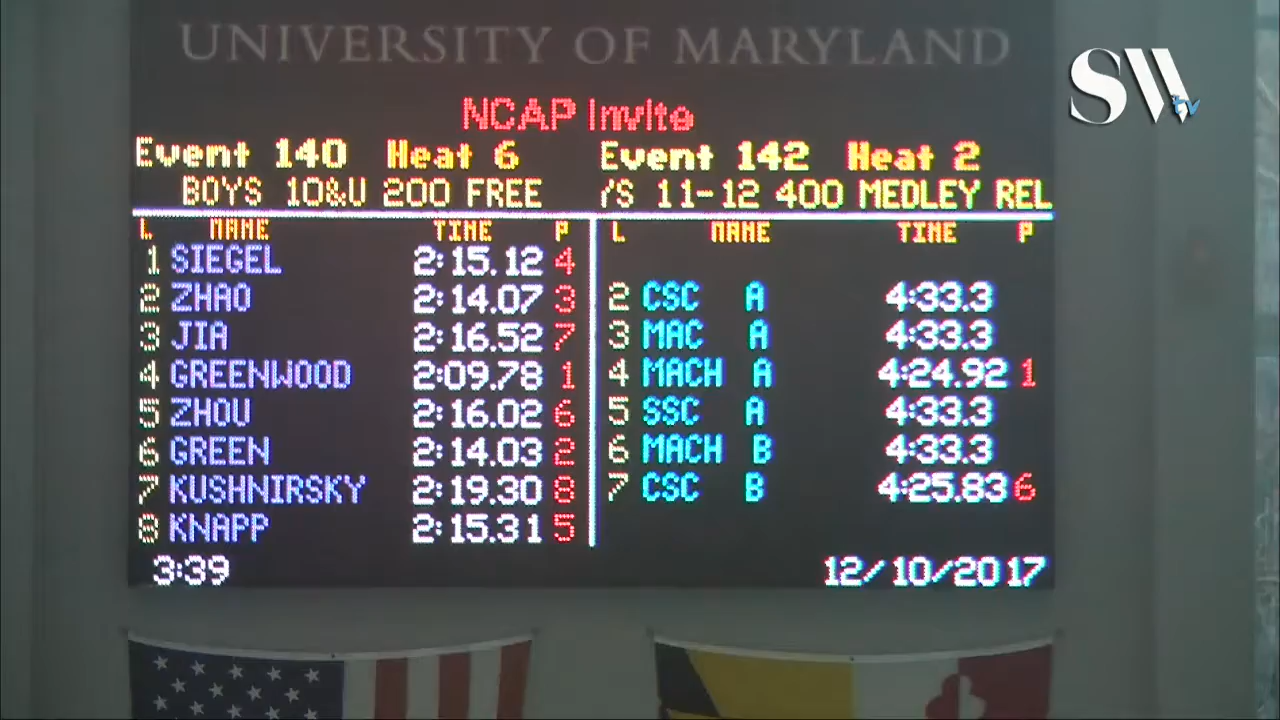 UNIVERSITY OF MARYLAND
SW tv
NCAP Invite
Event 140 Heat 6
BOYS 10&U 200 FREE
L NAME TIME P
1 SIEGEL 2:15.12 4
2 ZHAO 2:14.07 3
3 JIA 2:16.52 7
4 GREENWOOD 2:09.78 1
5 ZHOU 2:16.02 6
6 GREEN 2:14.03 2
7 KUSHNIRSKY 2:19.30 8
8 KNAPP 2:15.31 5
Event 142 Heat 2
/S 11-12 400 MEDLEY REL
L NAME TIME P
2 CSC A 4:33.3
3 MAC A 4:33.3
4 MACH A 4:24.92 1
5 SSC A 4:33.3
6 MACH B 4:33.3
7 CSC B 4:25.83 6
3:39
12/10/2017